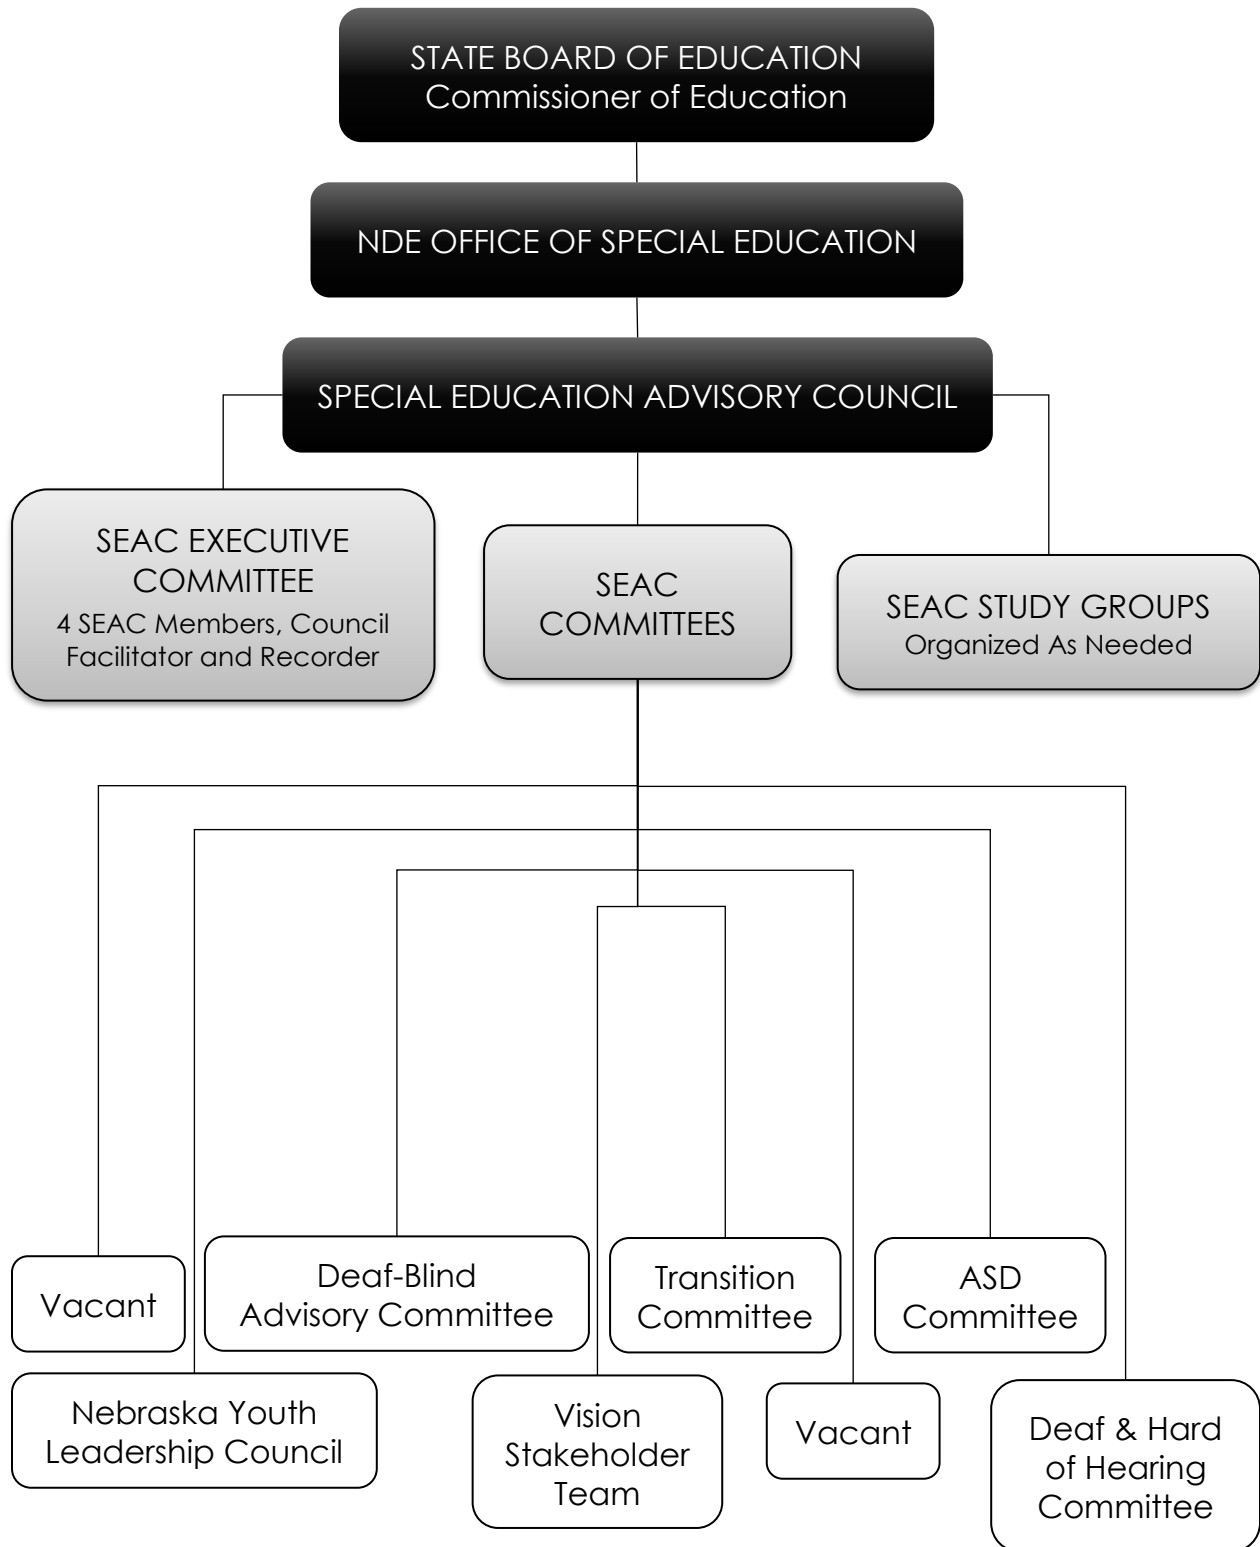 STATE BOARD OF EDUCATION
Commissioner of Education
NDE OFFICE OF SPECIAL EDUCATION
SPECIAL EDUCATION ADVISORY COUNCIL
SEAC EXECUTIVE
COMMITTEE
4 SEAC Members, Council
Facilitator and Recorder
SEAC
COMMITTEES
SEAC STUDY GROUPS
Organized As Needed
Vacant
Deaf-Blind
Advisory Committee
Transition
Committee
ASD
Committee
Nebraska Youth
Leadership Council
Vision
Stakeholder
Team
Vacant
Deaf & Hard
of Hearing
Committee